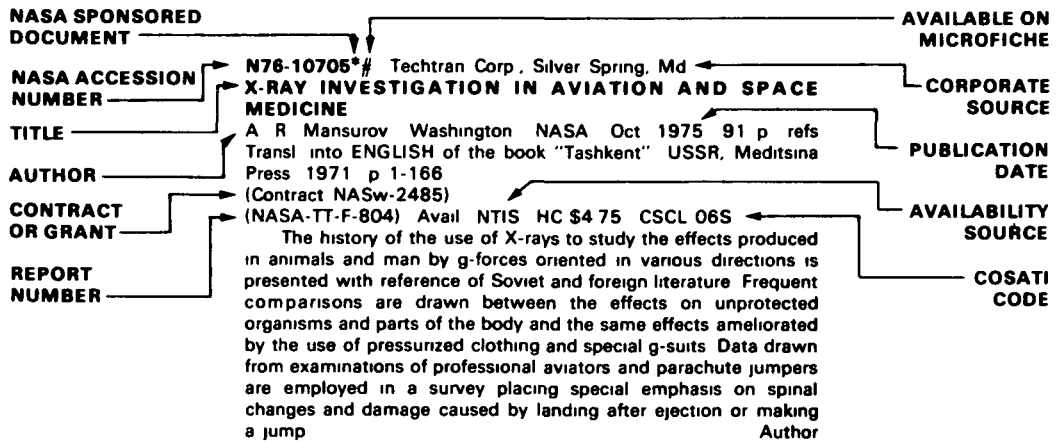 NASA SPONSORED
DOCUMENT
AVAILABLE ON
MICROFICHE
NASA ACCESSION
NUMBER
N76-10705*# Techtran Corp, Silver Spring, Md
CORPORATE
SOURCE
TITLE
X-RAY INVESTIGATION IN AVIATION AND SPACE
MEDICINE
AUTHOR
A R Mansurov Washington NASA Oct 1975 91 p refs
Transl into ENGLISH of the book "Tashkent" USSR, Meditsina
Press 1971 p 1-166
PUBLICATION
DATE
CONTRACT
OR GRANT
(Contract NASw-2485)
REPORT
NUMBER
(NASA-TT-F-804) Avail NTIS HC $4 75 CSCL 06S
AVAILABILITY
SOURCE
COSATI
CODE
The history of the use of X-rays to study the effects produced
in animals and man by g-forces oriented in various directions is
presented with reference of Soviet and foreign literature Frequent
comparisons are drawn between the effects on unprotected
organisms and parts of the body and the same effects ameliorated
by the use of pressurized clothing and special g-suits Data drawn
from examinations of professional aviators and parachute jumpers
are employed in a survey placing special emphasis on spinal
changes and damage caused by landing after ejection or making
a jump Author